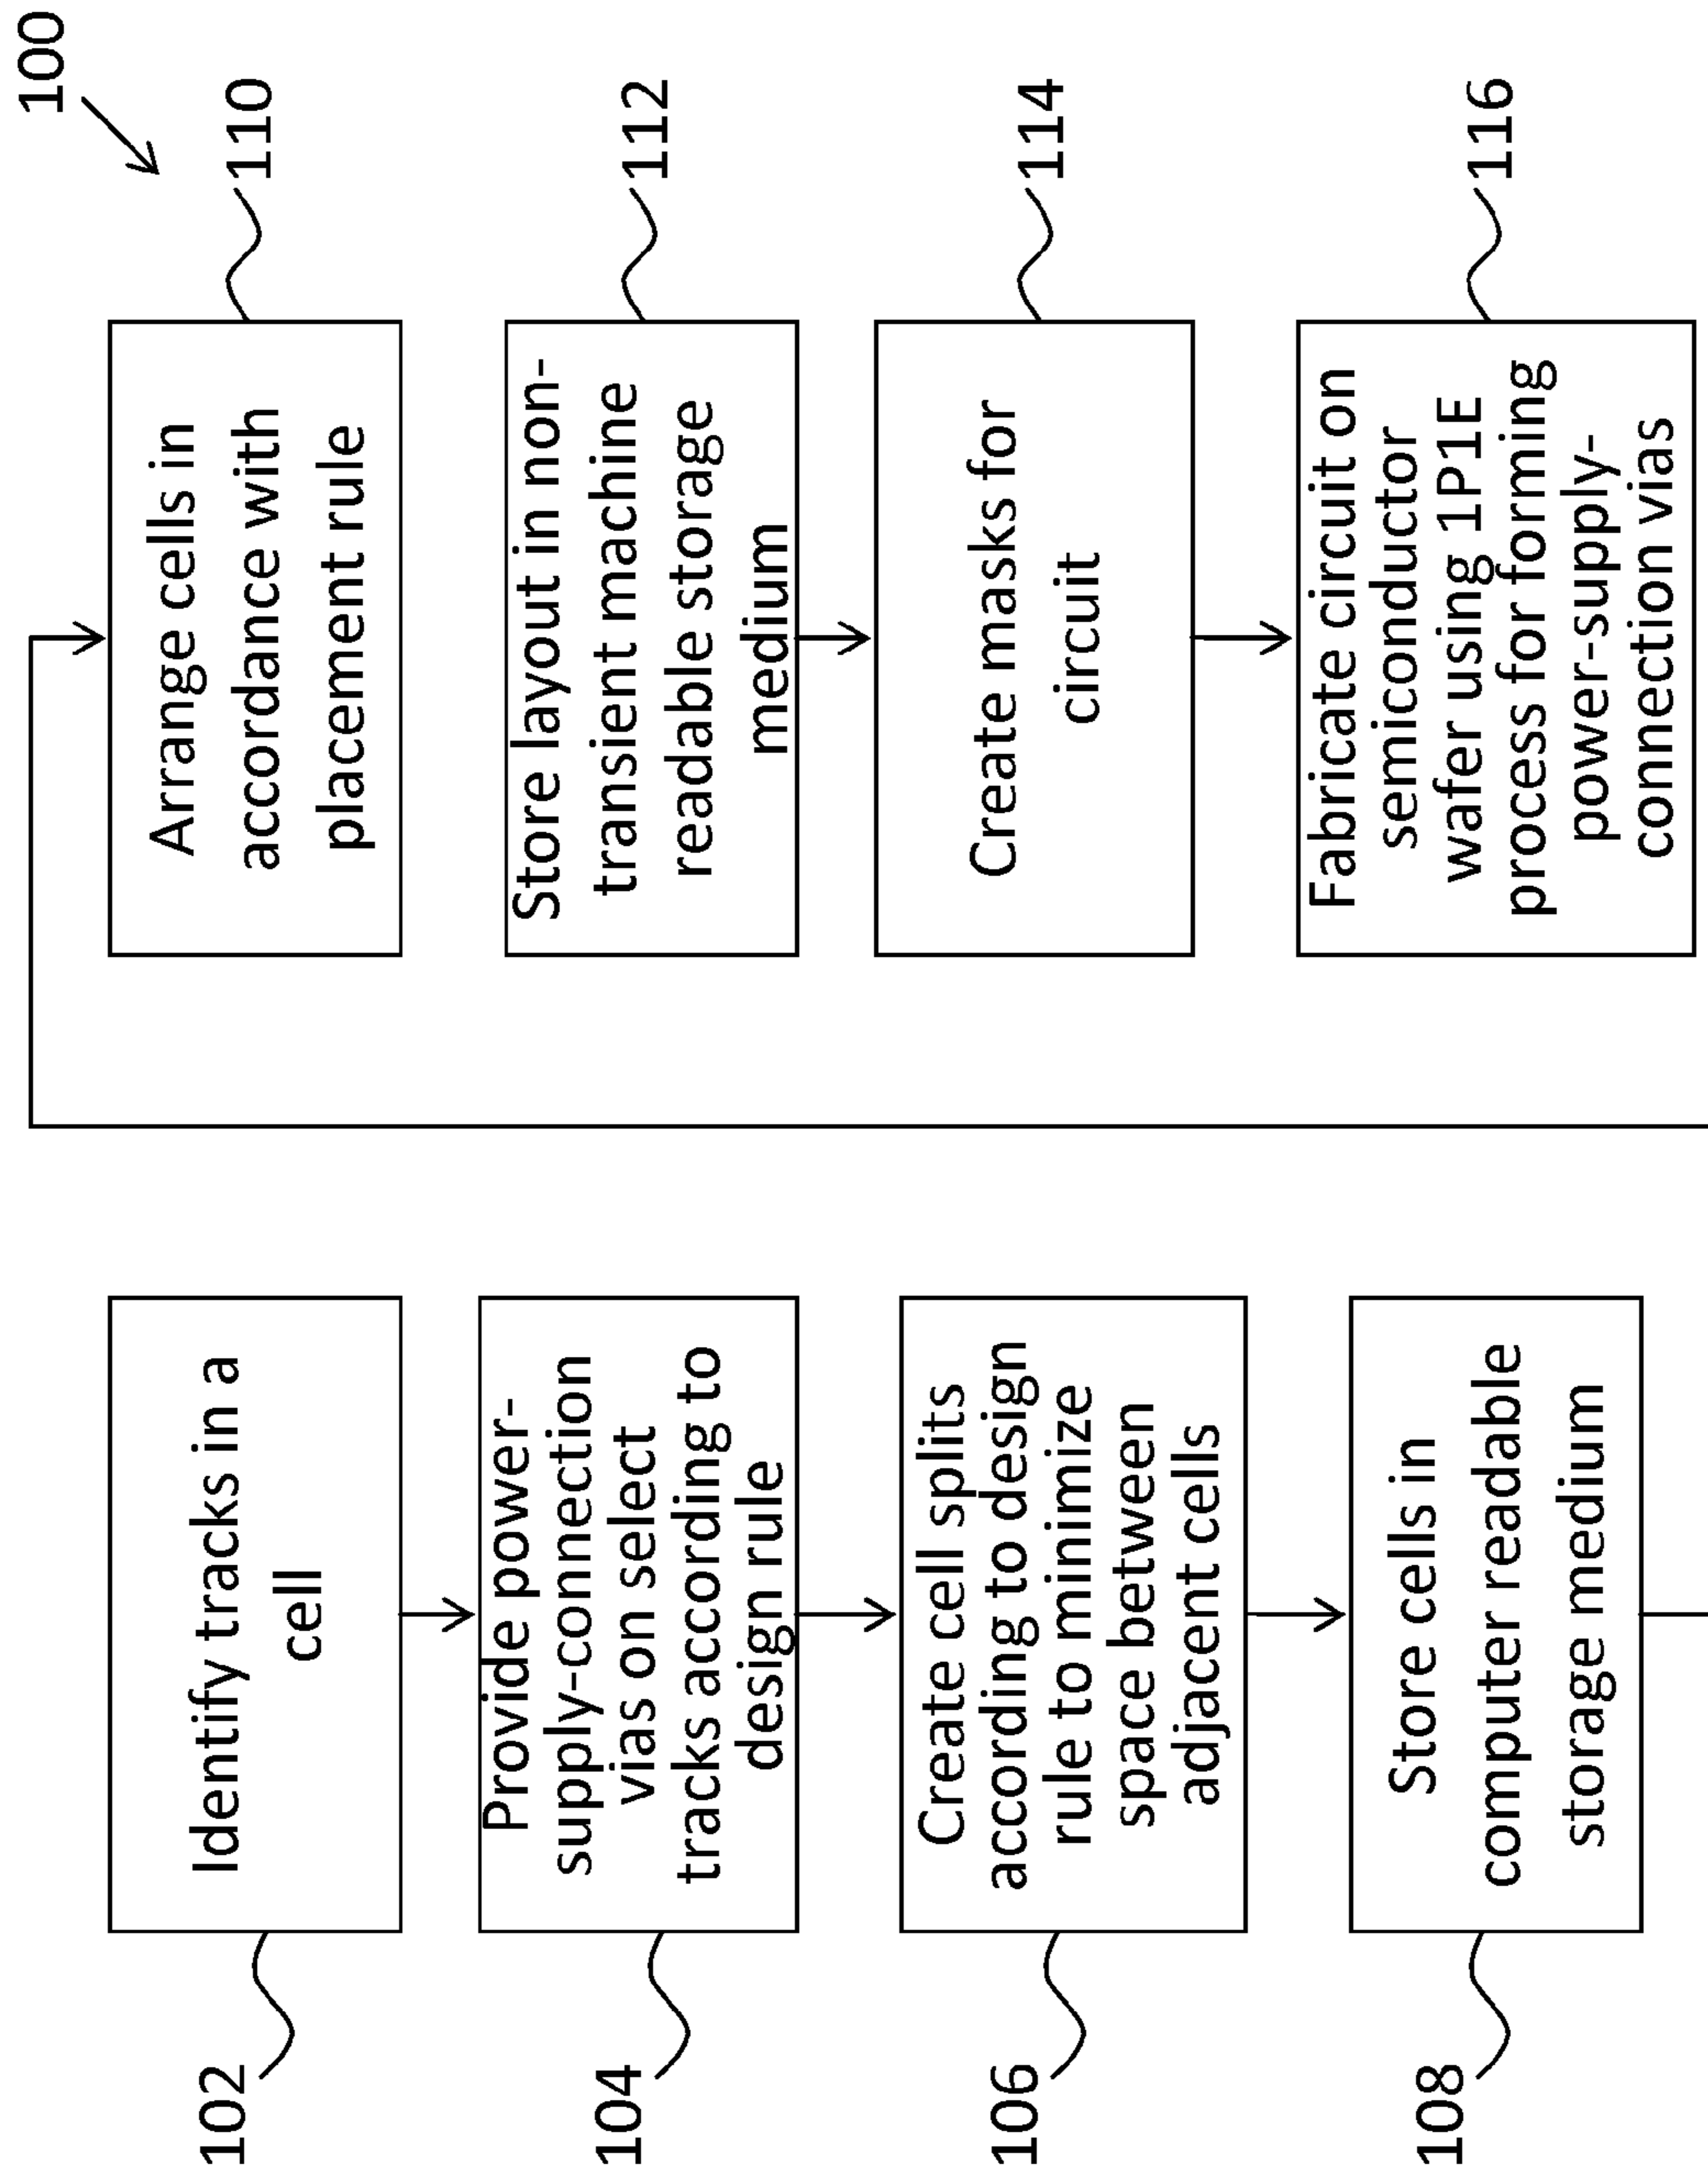 100
102
Identify tracks in a
cell
104
Provide power-
supply-connection
vias on select
tracks according to
design rule
106
Create cell splits
according to design
rule to minimize
space between
adjacent cells
108
Store cells in
computer readable
storage medium
Arrange cells in
accordance with
placement rule
110
Store layout in non-
transient machine
readable storage
medium
112
Create masks for
circuit
114
Fabricate circuit on
semiconductor
wafer using 1P1E
process for forming
power-supply-
connection vias
116